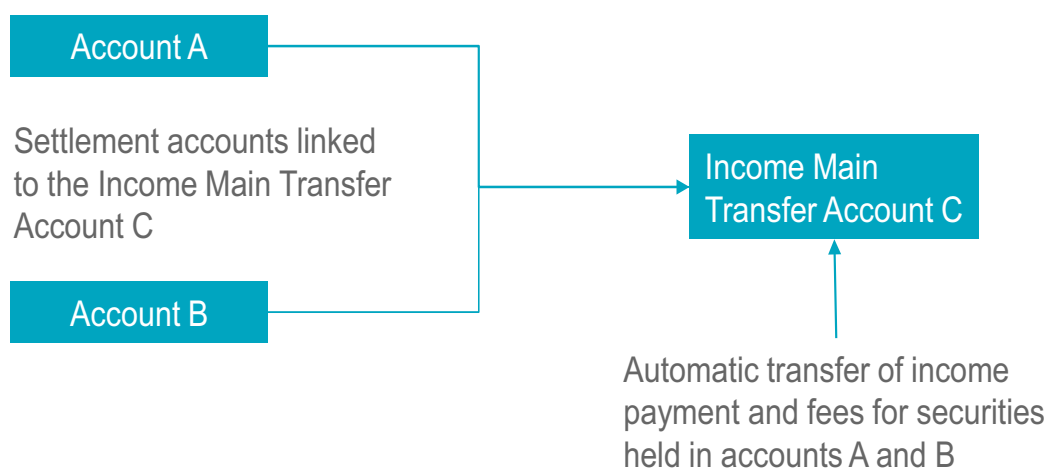 Account A
Settlement accounts linked
to the Income Main Transfer
Account C
Account B
Income Main
Transfer Account C
Automatic transfer of income
payment and fees for securities
held in accounts A and B